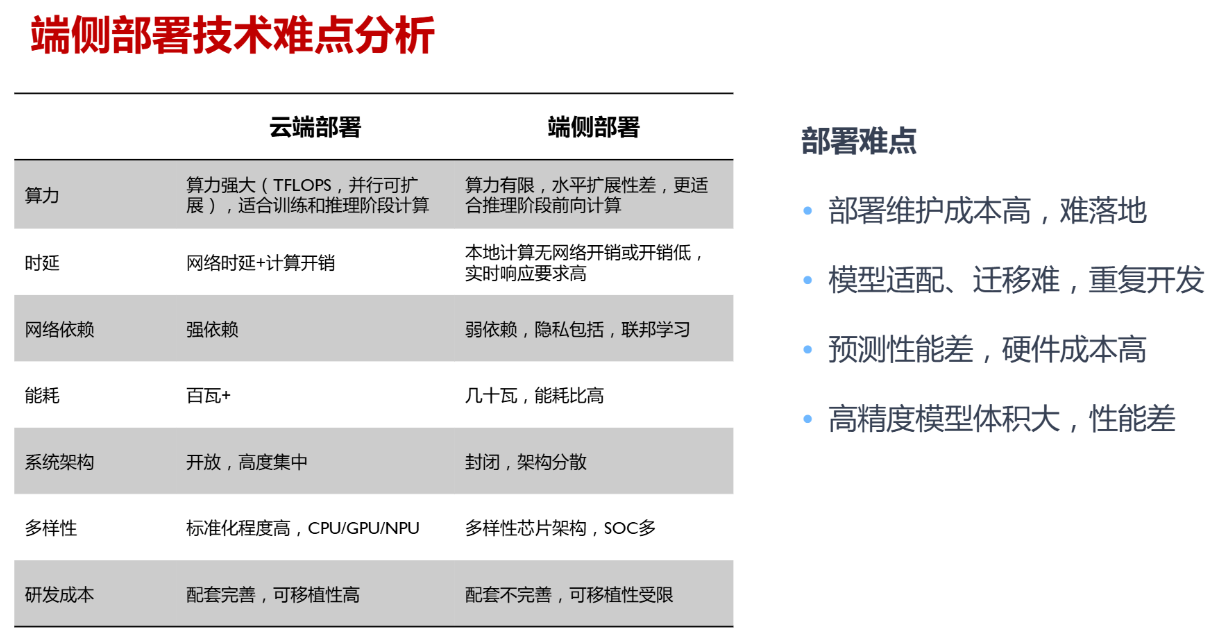 端侧部署技术难点分析
云端部署
端侧部署
算力
算力强大（TFLOPS，并行可扩
展），适合训练和推理阶段计算
算力有限，水平扩展性差，更适
合推理阶段前向计算
时延
网络时延+计算开销
本地计算无网络开销或开销低，
实时响应要求高
网络依赖
强依赖
弱依赖，隐私包括，联邦学习
能耗
百瓦+
几十瓦，能耗比高
系统架构
开放，高度集中
封闭，架构分散
多样性
标准化程度高，CPU/GPU/NPU
多样性芯片架构，SOC多
研发成本
配套完善，可移植性高
配套不完善，可移植性受限
部署难点
• 部署维护成本高，难落地
• 模型适配、迁移难，重复开发
• 预测性能差，硬件成本高
• 高精度模型体积大，性能差